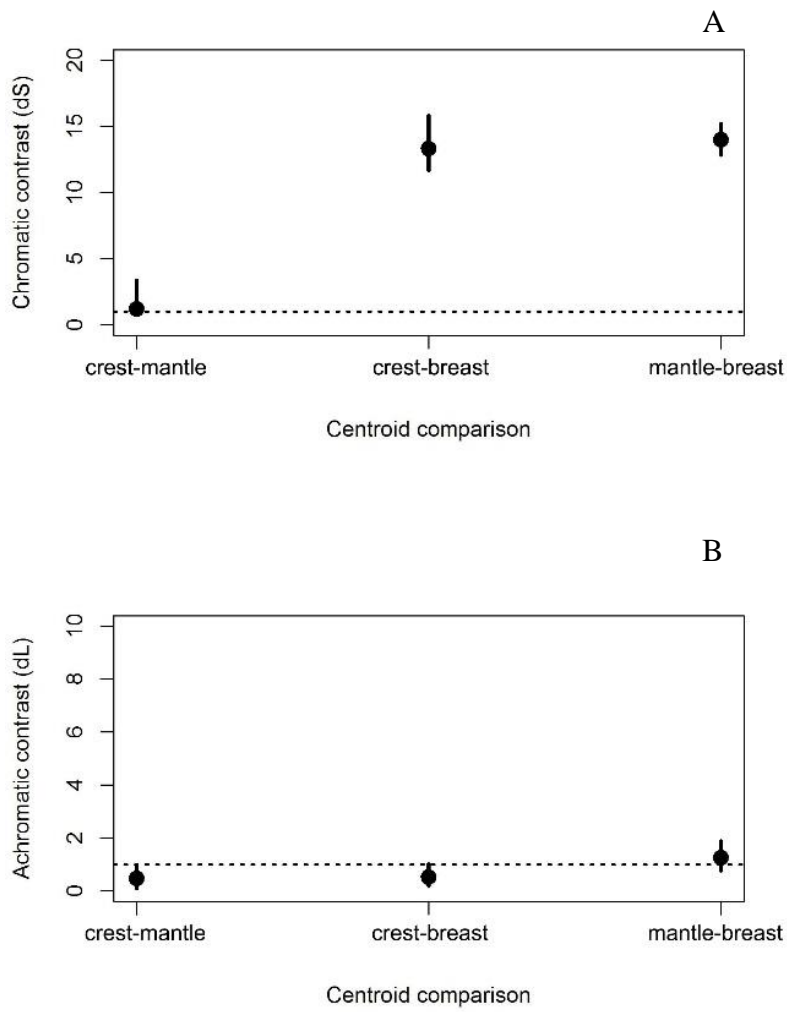 A
Chromatic contrast (dS)
20
15
10
5
0
crest-mantle crest-breast mantle-breast
Centroid comparison
B
Achromatic contrast (dL)
10
8
6
4
2
0
crest-mantle crest-breast mantle-breast
Centroid comparison